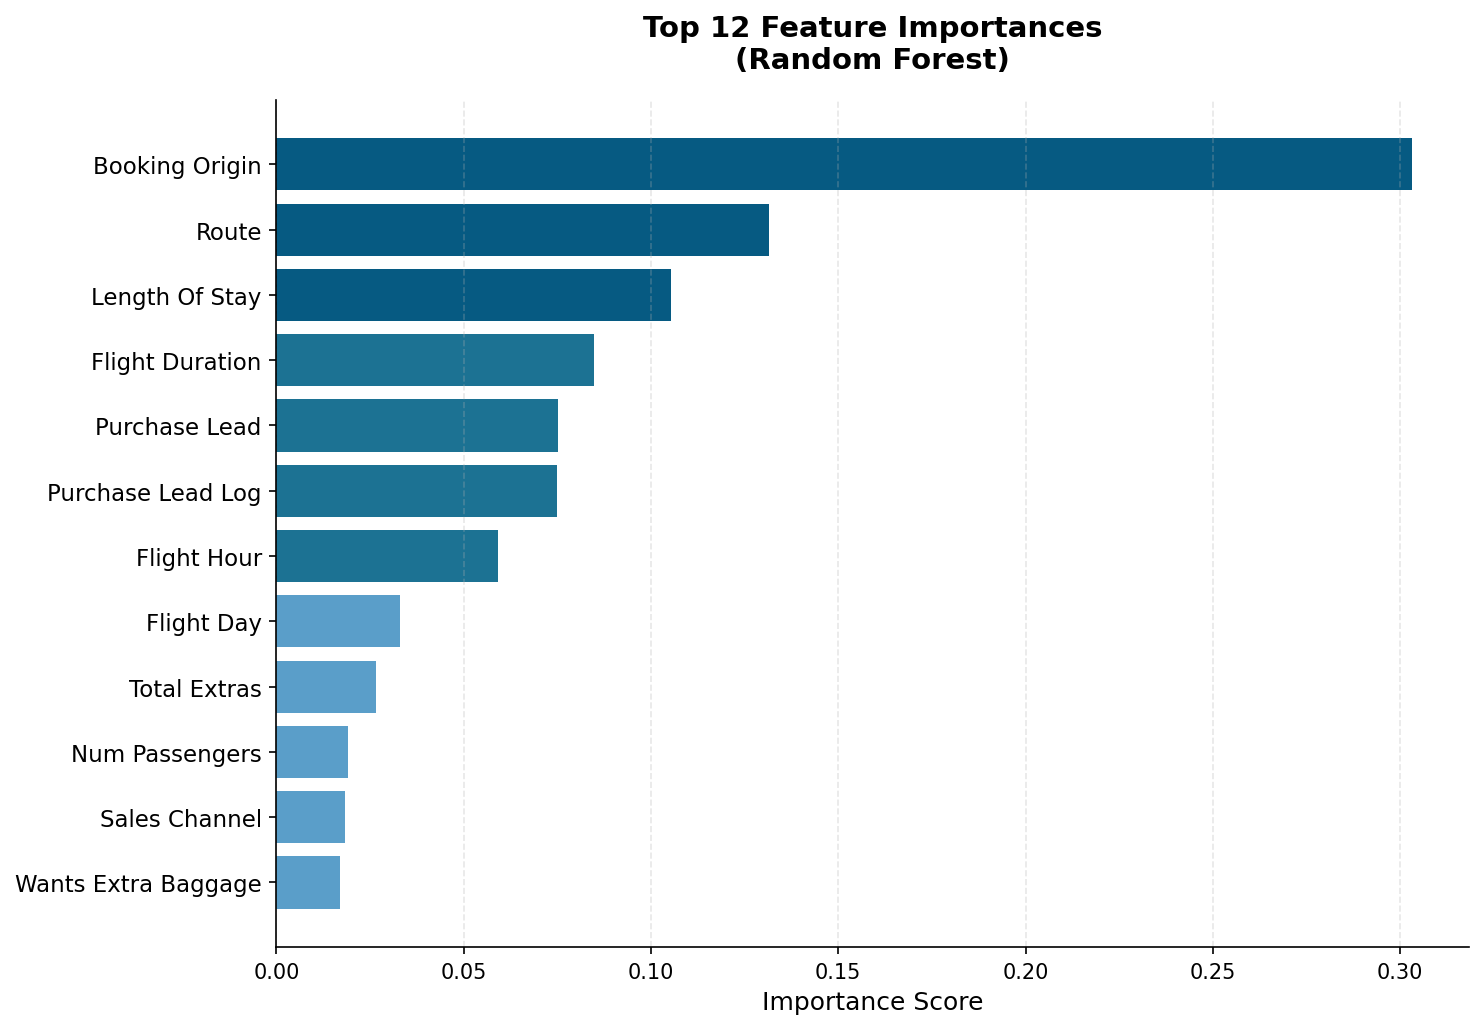 Top 12 Feature Importances
(Random Forest)
Booking Origin
Route
Length Of Stay
Flight Duration
Purchase Lead
Purchase Lead Log
Flight Hour
Flight Day
Total Extras
Num Passengers
Sales Channel
Wants Extra Baggage
0.00 0.05 0.10 0.15 0.20 0.25 0.30
Importance Score